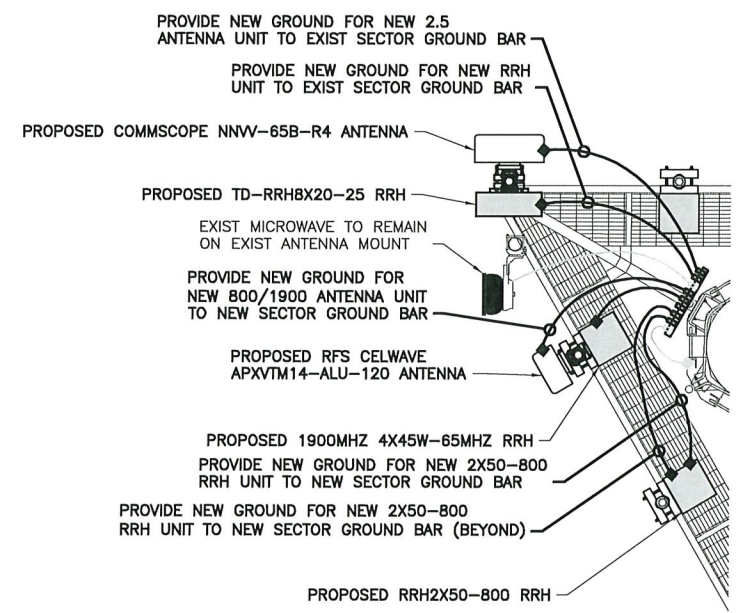 PROVIDE NEW GROUND FOR NEW 2.5
ANTENNA UNIT TO EXIST SECTOR GROUND BAR
PROVIDE NEW GROUND FOR NEW RRH
UNIT TO EXIST SECTOR GROUND BAR
PROPOSED COMMSCOPE NNVV-65B-R4 ANTENNA
PROPOSED TD-RRH8X20-25 RRH
EXIST MICROWAVE TO REMAIN
ON EXIST ANTENNA MOUNT
PROVIDE NEW GROUND FOR
NEW 800/1900 ANTENNA UNIT
TO NEW SECTOR GROUND BAR
PROPOSED RFS CELWAVE
APXVTM14-ALU-120 ANTENNA
PROPOSED 1900MHZ 4X45W-65MHZ RRH
PROVIDE NEW GROUND FOR NEW 2X50-800
RRH UNIT TO NEW SECTOR GROUND BAR
PROVIDE NEW GROUND FOR NEW 2X50-800
RRH UNIT TO NEW SECTOR GROUND BAR (BEYOND)
PROPOSED RRH2X50-800 RRH